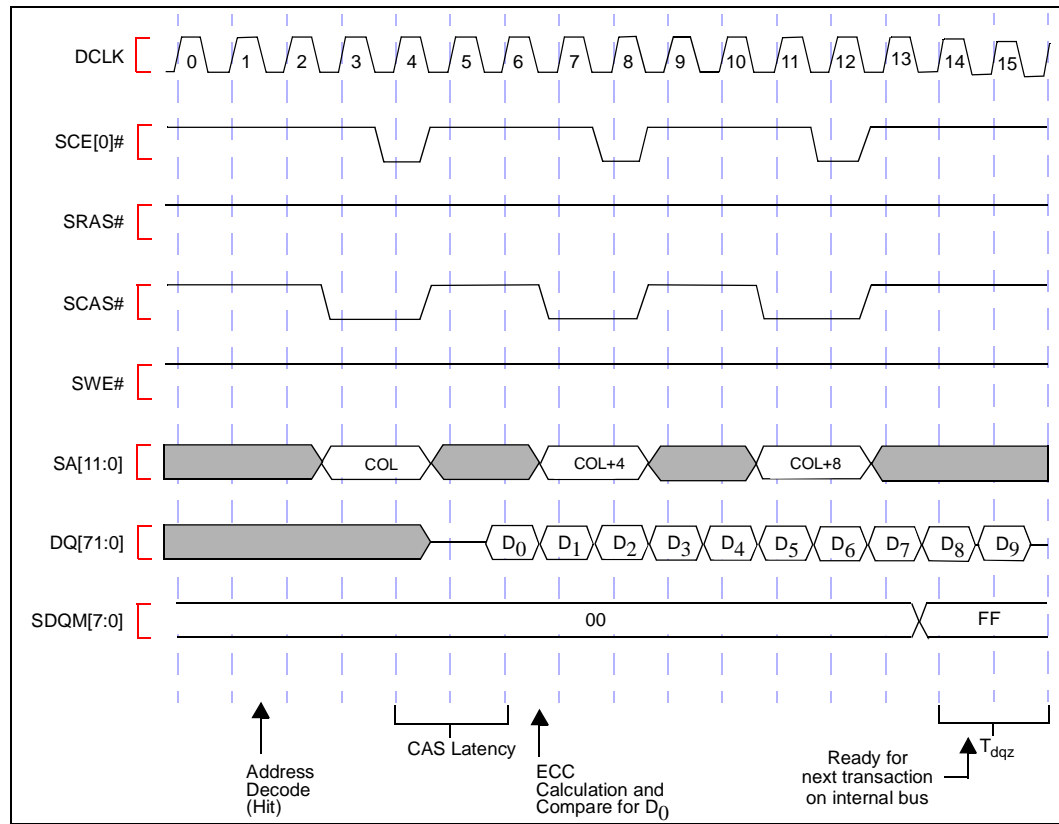 DCLK
0 1 2 3 4 5 6 7 8 9 10 11 12 13 14 15
SCE[0]#
SRAS#
SCAS#
SWE#
SA[11:0]
COL COL+4 COL+8
DQ[71:0]
D0 D1 D2 D3 D4 D5 D6 D7 D8 D9
SDQM[7:0]
00 FF
CAS Latency
Tdqz
Address
Decode
(Hit)
ECC
Calculation and
Compare for D0
Ready for
next transaction
on internal bus